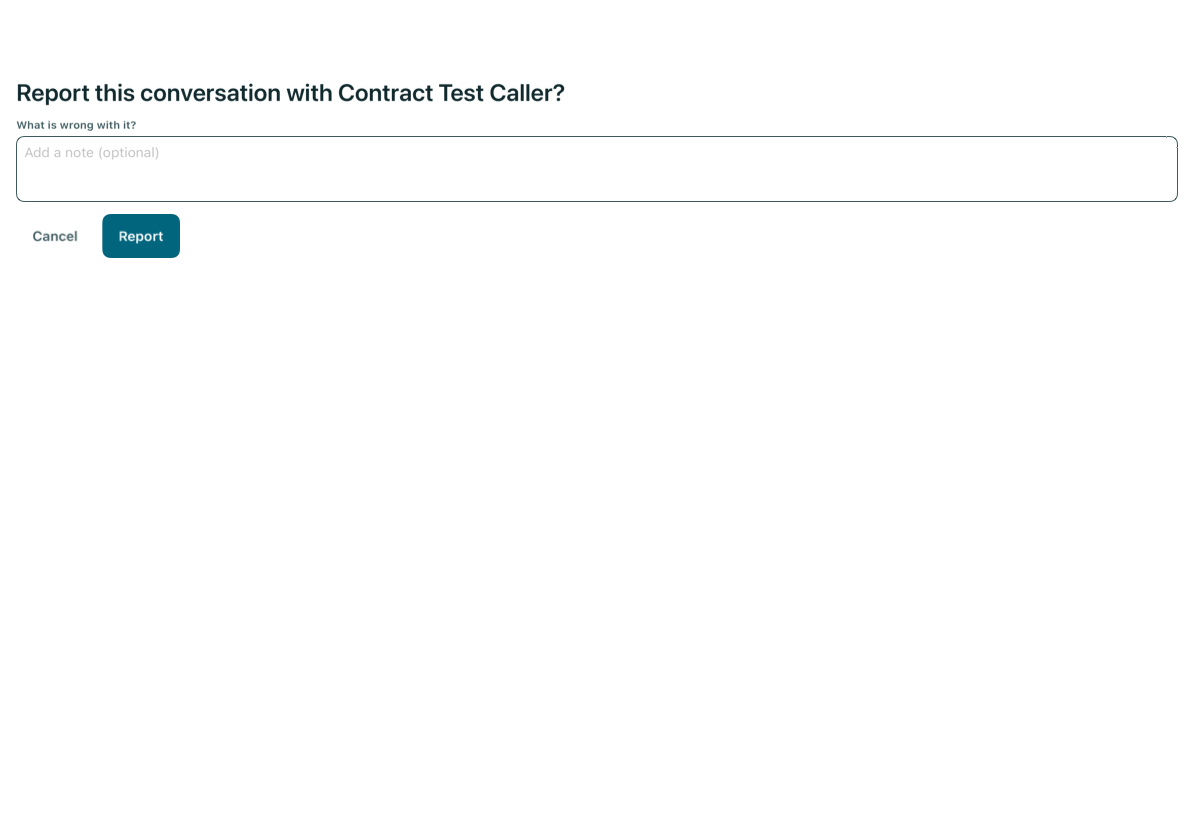 Report this conversation with Contract Test Caller?
What is wrong with it?
Add a note (optional)
Cancel
Report